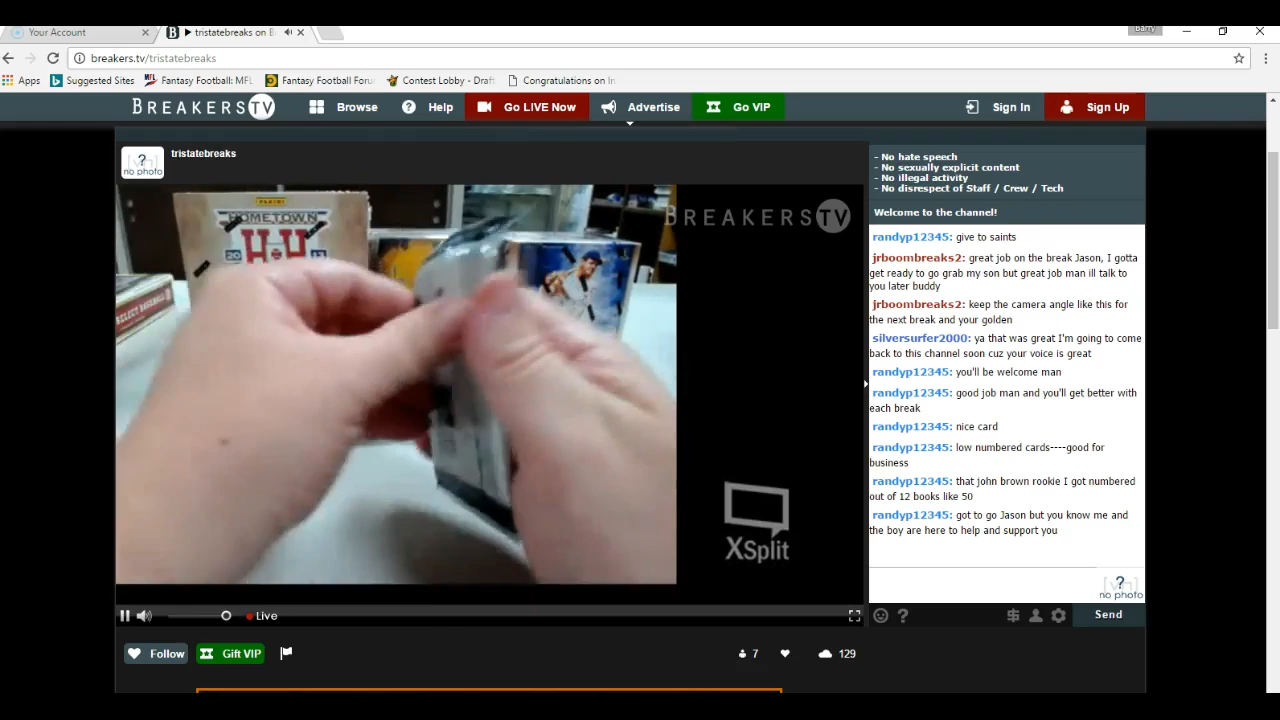 Your Account
tristatebreaks on B
Barry
breakers.tv/tristatebreaks
Apps
Suggested Sites
Fantasy Football: MFL
Fantasy Football Foru
Contest Lobby - Draft
Congratulations on In
BREAKERSTV
Browse
Help
Go LIVE Now
Advertise
Go VIP
Sign In
Sign Up
?
no photo
tristatebreaks
PANINI
HOMETOWN
SELECT BASEBALL
BREAKERSTV
XSplit
- No hate speech
- No sexually explicit content
- No illegal activity
- No disrespect of Staff / Crew / Tech
Welcome to the channel!
randyp12345: give to saints
jrboombreaks2: great job on the break Jason, I gotta
get ready to go grab my son but great job man ill talk to
you later buddy
jrboombreaks2: keep the camera angle like this for
the next break and your golden
silversurfer2000: ya that was great I'm going to come
back to this channel soon cuz your voice is great
randyp12345: you'll be welcome man
randyp12345: good job man and you'll get better with
each break
randyp12345: nice card
randyp12345: low numbered cards----good for
business
randyp12345: that john brown rookie I got numbered
out of 12 books like 50
randyp12345: got to go Jason but you know me and
the boy are here to help and support you
?
no photo
Live
Send
Follow
Gift VIP
7
129